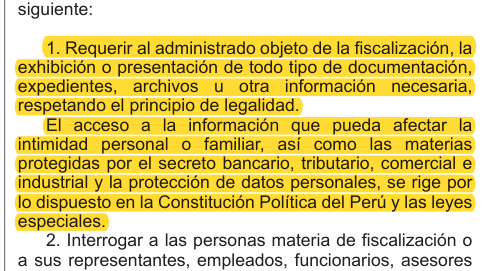 siguiente:
1. Requerir al administrado objeto de la fiscalización, la
exhibición o presentación de todo tipo de documentación,
expedientes, archivos u otra información necesaria,
respetando el principio de legalidad.
El acceso a la información que pueda afectar la
intimidad personal o familiar, así como las materias
protegidas por el secreto bancario, tributario, comercial e
industrial y la protección de datos personales, se rige por
lo dispuesto en la Constitución Política del Perú y las leyes
especiales.
2. Interrogar a las personas materia de fiscalización o
a sus representantes, empleados, funcionarios, asesores